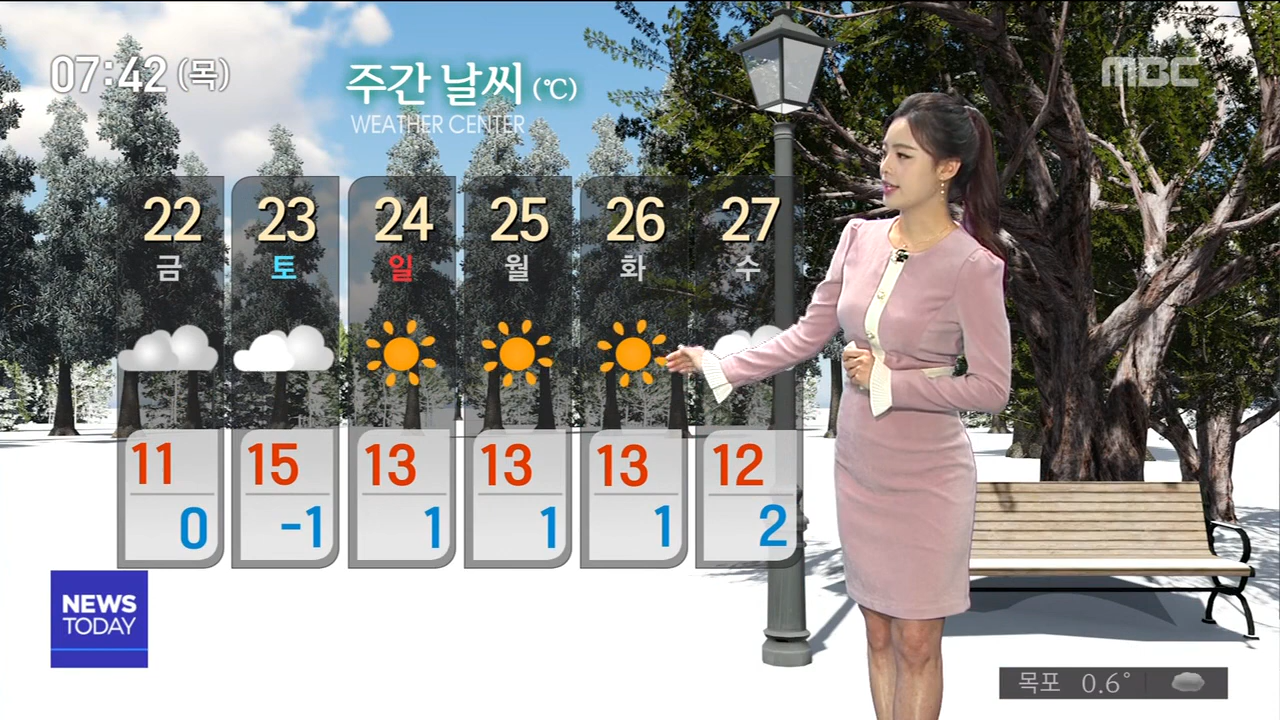 07:42 (목)
주간 날씨 (℃)
WEATHER CENTER
MBC
22 23 24 25 26 27
금 토 일 월 화 수
11 15 13 13 13 12
0 -1 1 1 1 2
NEWS
TODAY
목포 0.6°